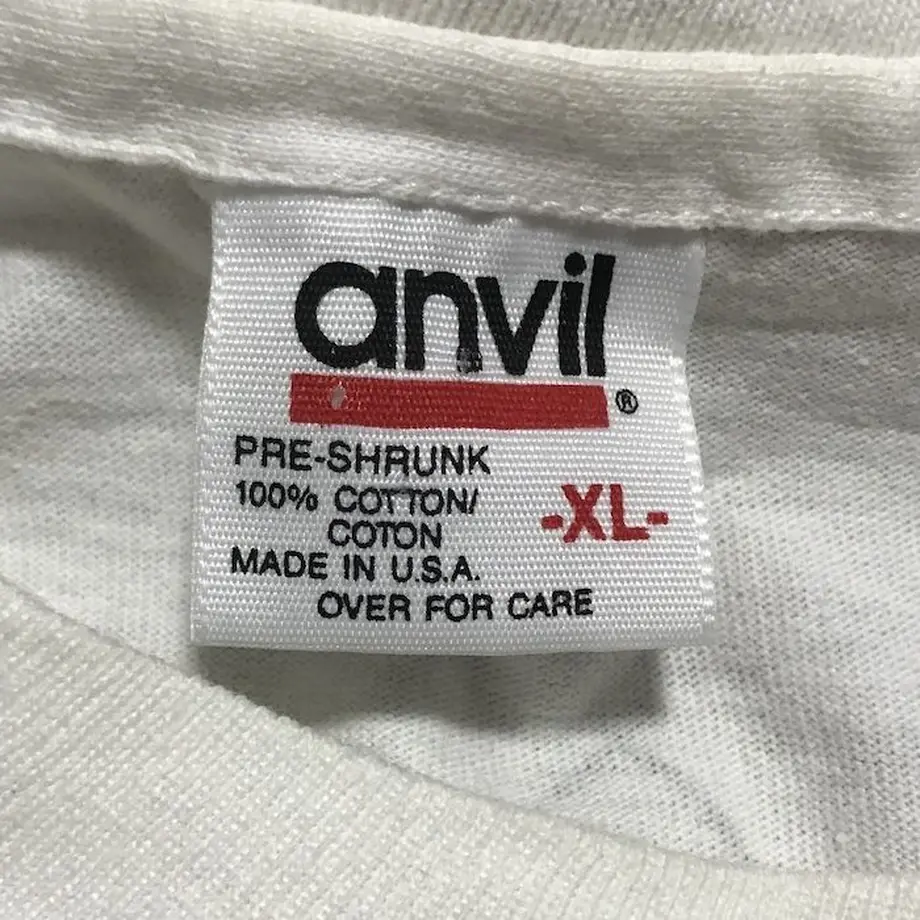 anvil
®
PRE-SHRUNK
100% COTTON/
COTON
-XL-
MADE IN U.S.A.
OVER FOR CARE